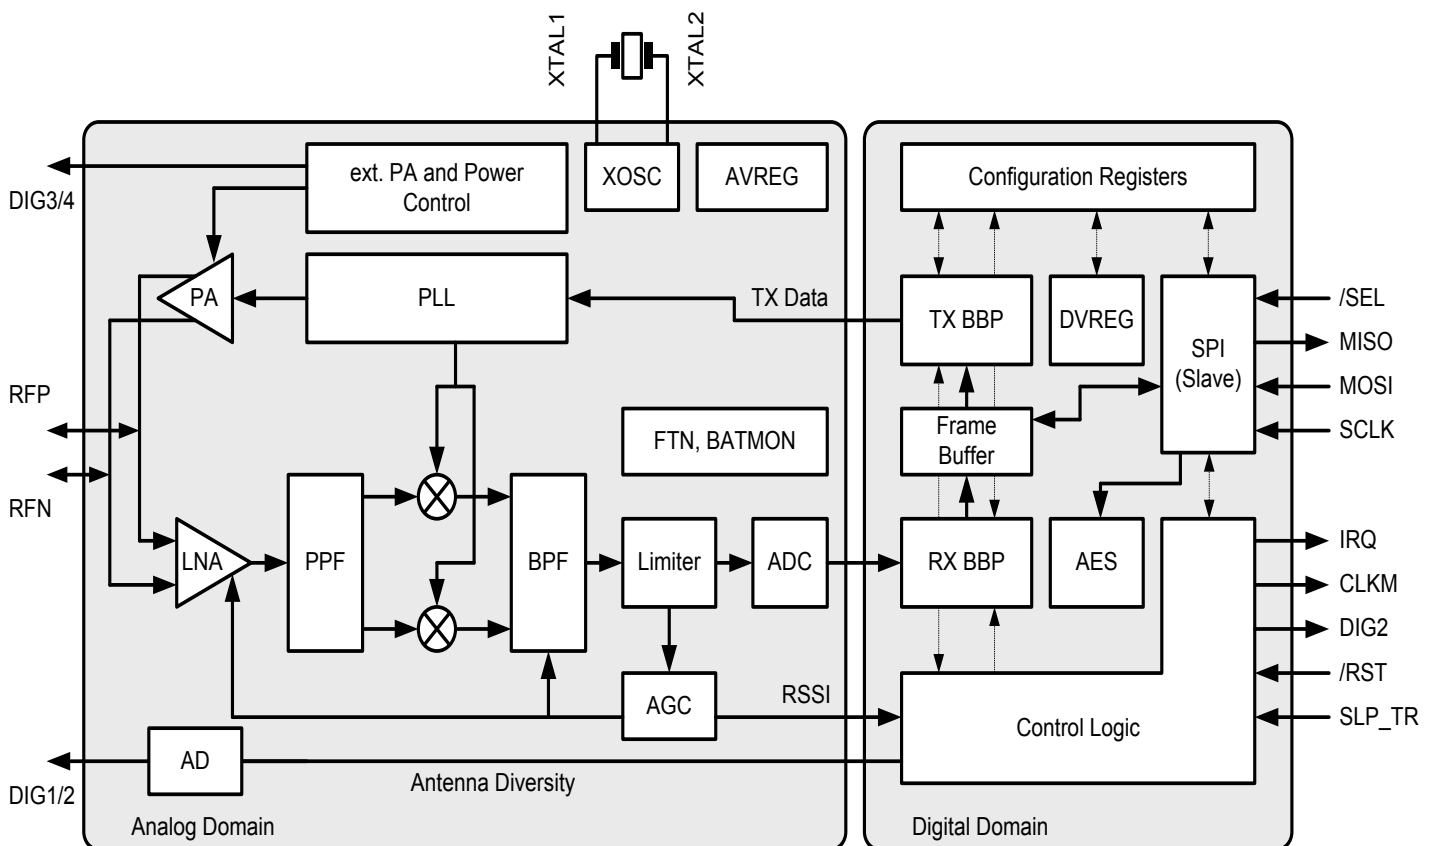 XTAL1
XTAL2
ext. PA and Power
Control
XOSC
AVREG
Configuration Registers
DIG3/4
PA
PLL
TX Data
TX BBP
DVREG
SPI
(Slave)
/SEL
MISO
MOSI
SCLK
RFP
RFN
FTN, BATMON
Frame
Buffer
LNA
PPF
BPF
Limiter
ADC
RX BBP
AES
IRQ
CLKM
DIG2
/RST
SLP_TR
AGC
RSSI
Control Logic
AD
DIG1/2
Antenna Diversity
Analog Domain
Digital Domain